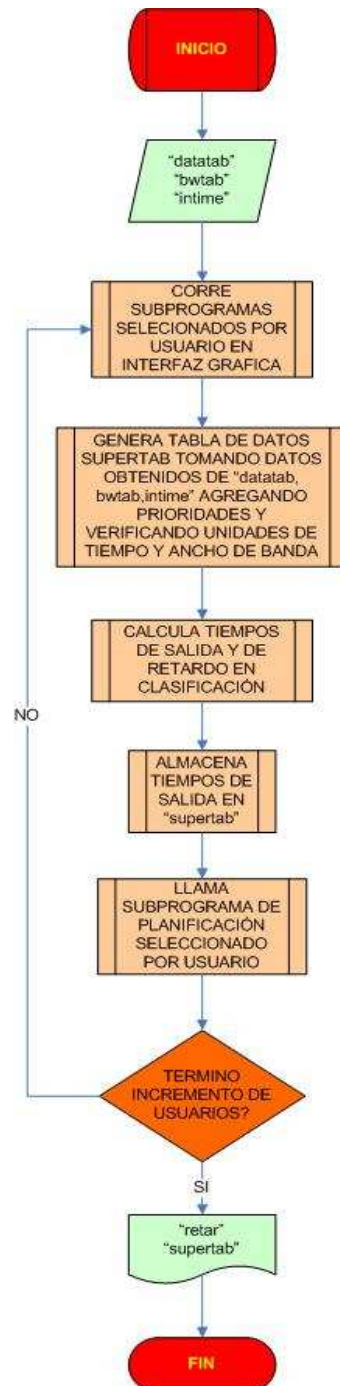 INICIO
“datatab”
“bwtab”
“intime”
CORRE
SUBPROGRAMAS
SELECIONADOS POR
USUARIO EN
INTERFAZ GRAFICA
GENERA TABLA DE DATOS
SUPERTAB TOMANDO DATOS
OBTENIDOS DE “datatab,
bwtab,intime” AGREGANDO
PRIORIDADES Y
VERIFICANDO UNIDADES DE
TIEMPO Y ANCHO DE BANDA
CALCULA TIEMPOS
DE SALIDA Y DE
RETARDO EN
CLASIFICACIÓN
NO
ALMACENA
TIEMPOS DE
SALIDA EN
“supertab”
LLAMA
SUBPROGRAMA DE
PLANIFICACIÓN
SELECCIONADO
POR USUARIO
TERMINO
INCREMENTO DE
USUARIOS?
SI
“retar”
“supertab”
FIN